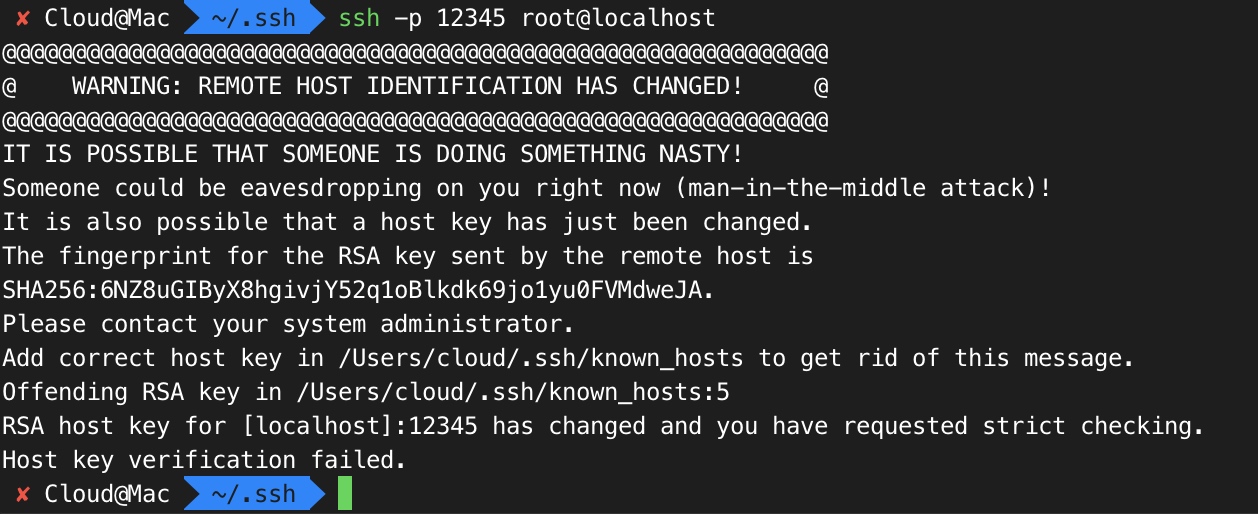 ✘ Cloud@Mac ~/.ssh ssh -p 12345 root@localhost
@@@@@@@@@@@@@@@@@@@@@@@@@@@@@@@@@@@@@@@@@@@@@@@@@@@@@@@@@@@
@    WARNING: REMOTE HOST IDENTIFICATION HAS CHANGED!     @
@@@@@@@@@@@@@@@@@@@@@@@@@@@@@@@@@@@@@@@@@@@@@@@@@@@@@@@@@@@
IT IS POSSIBLE THAT SOMEONE IS DOING SOMETHING NASTY!
Someone could be eavesdropping on you right now (man-in-the-middle attack)!
It is also possible that a host key has just been changed.
The fingerprint for the RSA key sent by the remote host is
SHA256:6NZ8uGIByX8hgivjY52q1oBlkdk69jo1yu0FVMdweJA.
Please contact your system administrator.
Add correct host key in /Users/cloud/.ssh/known_hosts to get rid of this message.
Offending RSA key in /Users/cloud/.ssh/known_hosts:5
RSA host key for [localhost]:12345 has changed and you have requested strict checking.
Host key verification failed.
✘ Cloud@Mac ~/.ssh